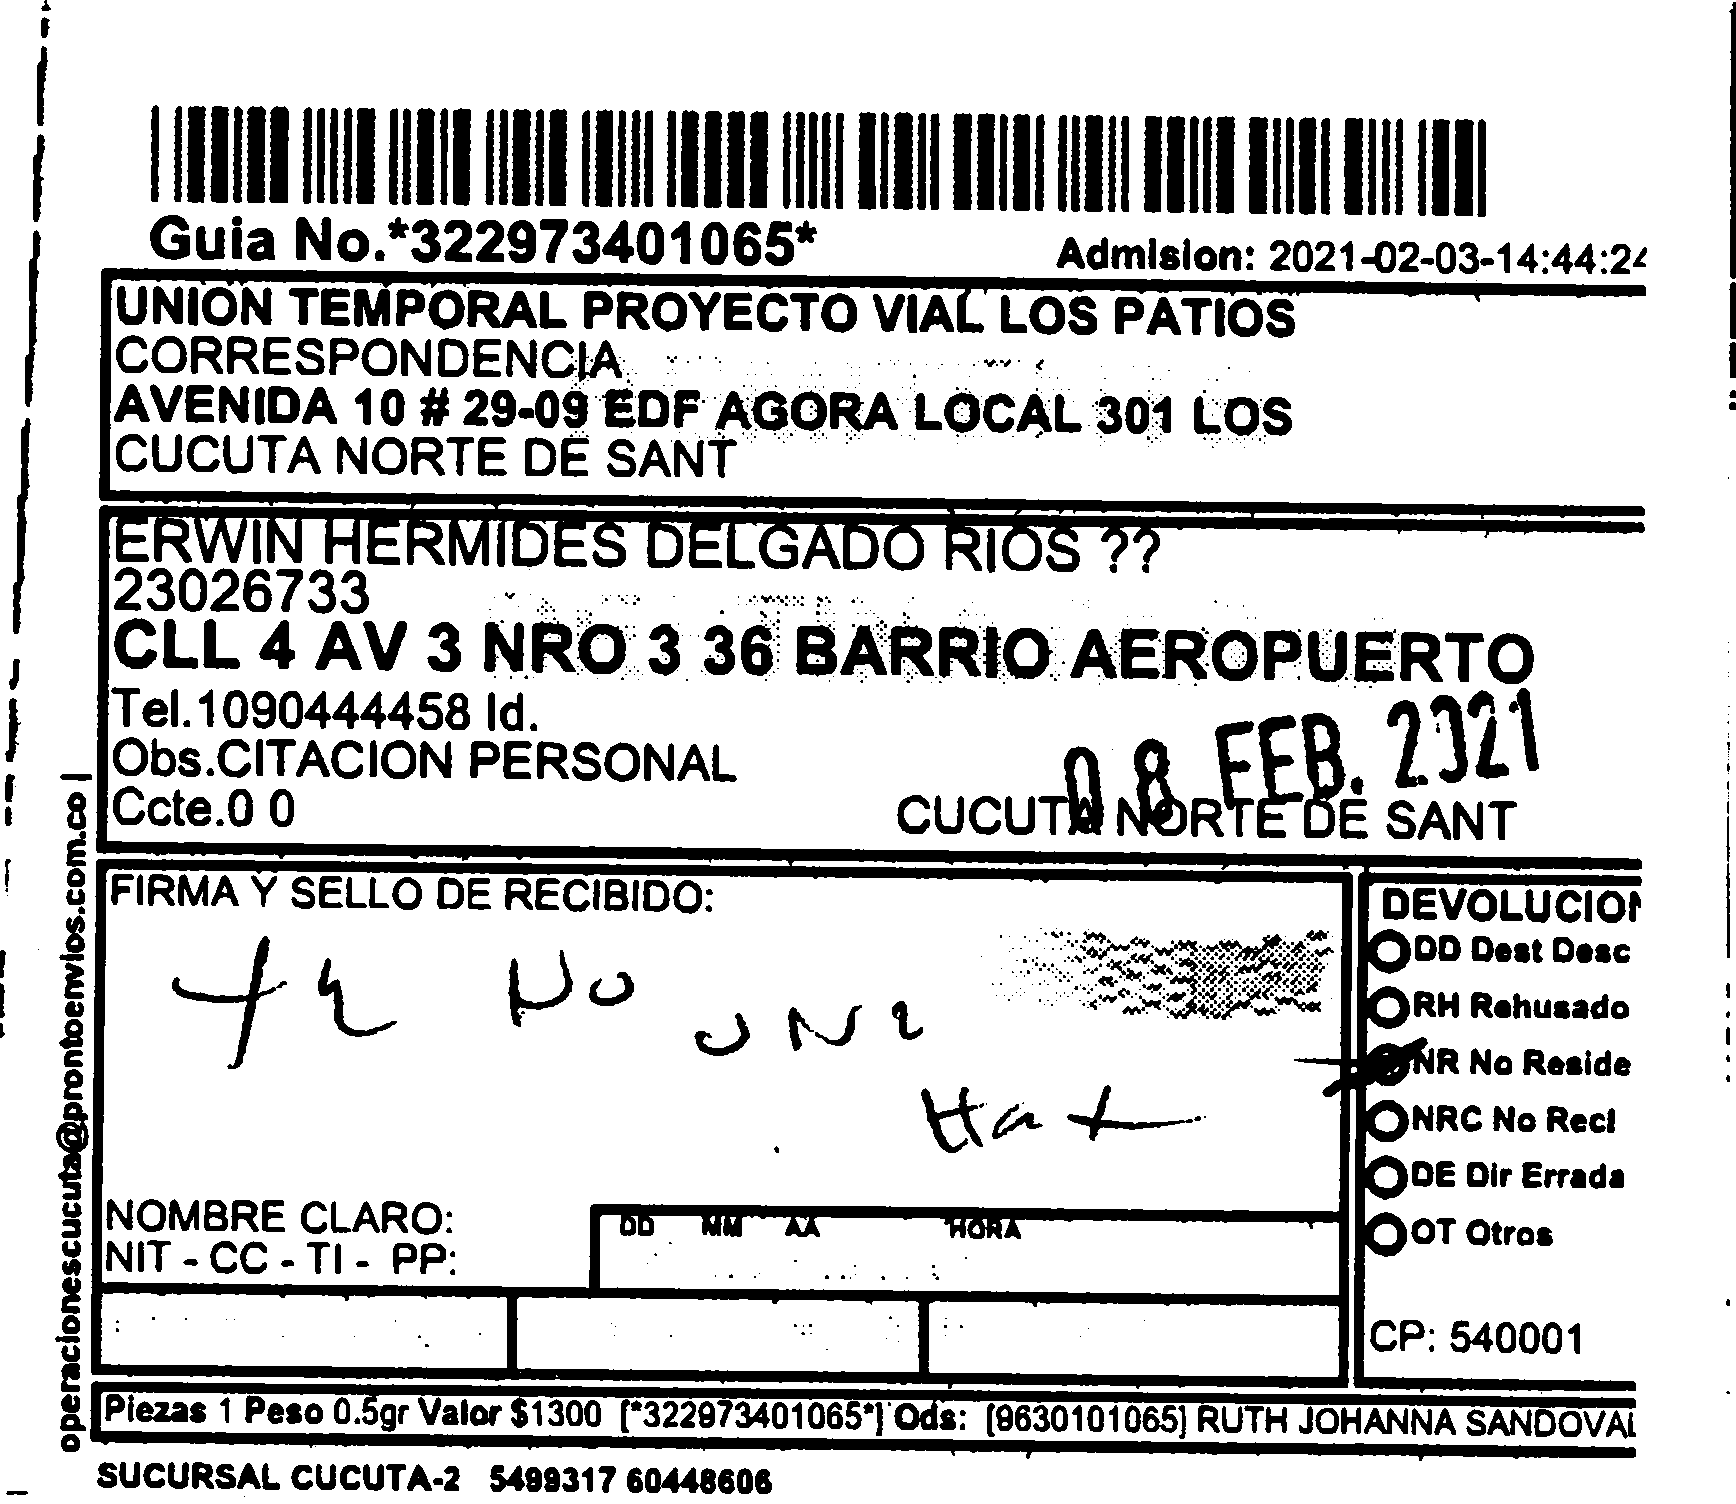 Guia No.*322973401065*
Admision: 2021-02-03-14:44:24
UNION TEMPORAL PROYECTO VIAL LOS PATIOS
CORRESPONDENCIA
AVENIDA 10 # 29-09 EDF AGORA LOCAL 301 LOS
CUCUTA NORTE DE SANT
ERWIN HERMIDES DELGADO RIOS ??
23026733
CLL 4 AV 3 NRO 3 36 BARRIO AEROPUERTO
Tel.1090444458 Id.
Obs.CITACION PERSONAL
08 FEB. 2021
Ccte.0 0
CUCUTA NORTE DE SANT
FIRMA Y SELLO DE RECIBIDO:
ya No
DEVOLUCION
DD Dest Desc
RH Rehusado
NR No Reside
NRC No Recl
DE Dir Errada
OT Otros
NOMBRE CLARO:
NIT - CC - TI - PP:
DD MM AA HORA
CP: 540001
Piezas 1 Peso 0.5gr Valor $1300 [*322973401065*] Ods: [9630101065] RUTH JOHANNA SANDOVAL
SUCURSAL CUCUTA-2 5499317 60448606
operacionescucuta@prontoenvios.com.co |